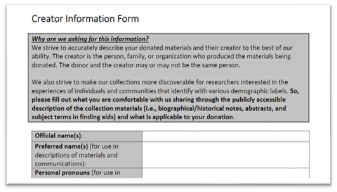 Creator Information Form
Why are we asking for this information?
We strive to accurately describe your donated materials and their creator to the best of our
ability. The creator is the person, family, or organization who produced the materials being
donated. The donor and the creator may or may not be the same person.
We also strive to make our collections more discoverable for researchers interested in the
experiences of individuals and communities that identify with various demographic labels. So,
please fill out what you are comfortable with us sharing through the publicly accessible
description of the collection materials (i.e., biographical/historical notes, abstracts, and
subject terms in finding aids) and what is applicable to your donation.
Official name(s):
Preferred name(s) (for use in
descriptions of materials and
communications):
Personal pronouns (for use in